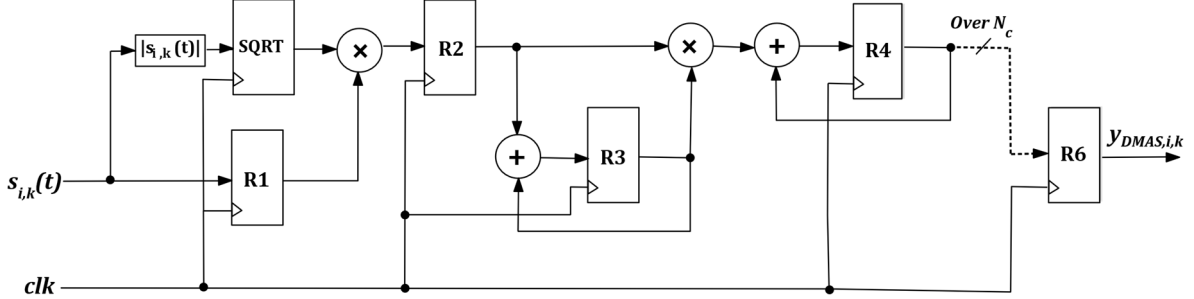 |s_{i,k}(t)|
SQRT
×
R2
×
+
R4
Over N_c
R1
+
R3
R6
y_{DMAS,i,k}
s_{i,k}(t)
clk